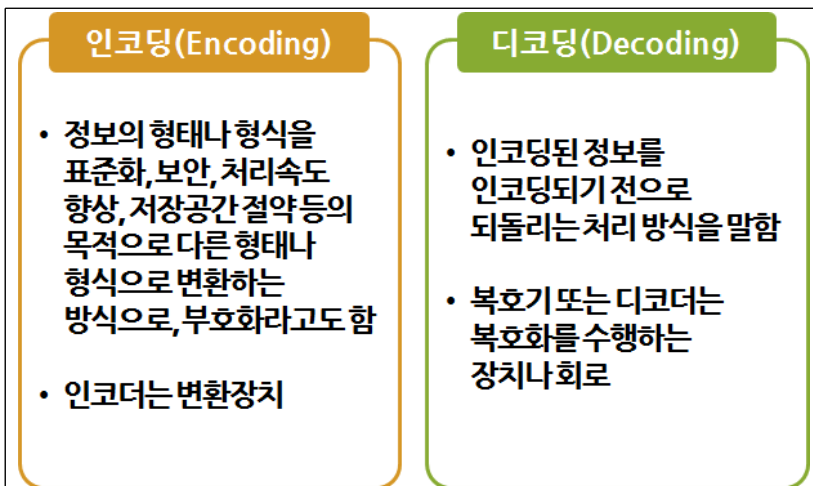 인코딩(Encoding)
• 정보의 형태나 형식을
표준화, 보안, 처리속도
향상, 저장공간 절약 등의
목적으로 다른 형태나
형식으로 변환하는
방식으로, 부호화라고도 함
• 인코더는 변환장치
디코딩(Decoding)
• 인코딩된 정보를
인코딩되기 전으로
되돌리는 처리 방식을 말함
• 복호기 또는 디코더는
복호화를 수행하는
장치나 회로